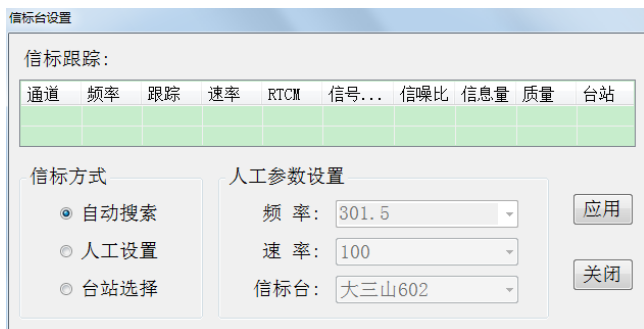 信标台设置
信标跟踪:
通道 频率 跟踪 速率 RTCM 信号... 信噪比 信息量 质量 台站
信标方式 人工参数设置
自动搜索 频 率: 301.5 应用
人工设置 速 率: 100
台站选择 信标台: 大三山602 关闭